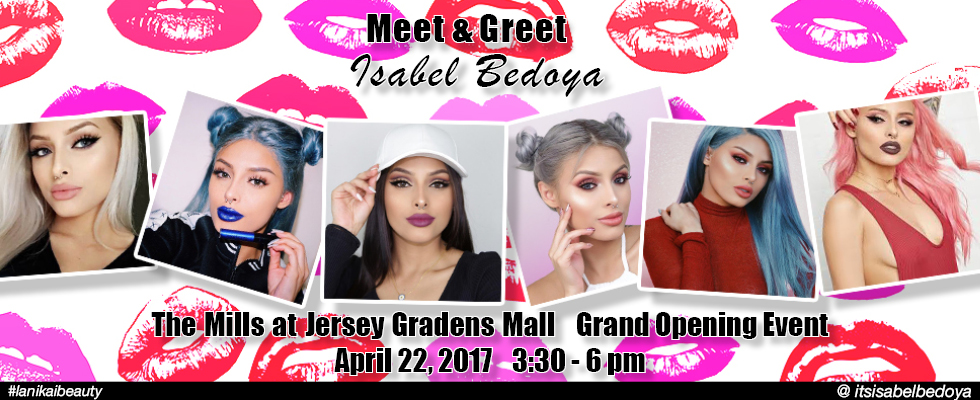 Meet & Greet
Isabel Bedoya
The Mills at Jersey Gradens Mall Grand Opening Event
April 22, 2017 3:30 - 6 pm
#lanikaibeauty
@ itsisabelbedoya